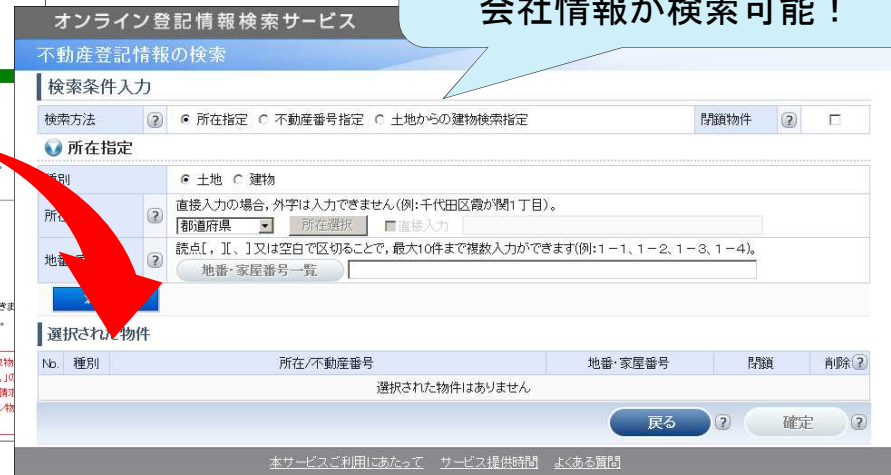 会社情報が検索可能！
オンライン登記情報検索サービス
不動産登記情報の検索
検索条件入力
検索方法 ? 所在指定 不動産番号指定 土地からの建物検索指定 閉鎖物件 ?
所在指定
種別 土地 建物
直接入力の場合，外字は入力できません(例:千代田区霞が関1丁目)。
所在 ? 都道府県 所在選択 直接入力
読点[，][、]又は空白で区切ることで，最大10件まで複数入力ができます(例:1－1、1－2、1－3、1－4)。
地番・ ? 地番・家屋番号一覧
選択された物件
No. 種別 所在/不動産番号 地番・家屋番号 閉鎖 削除 ?
選択された物件はありません
戻る ? 確定 ?
本サービスご利用にあたって サービス提供時間 よくある質問